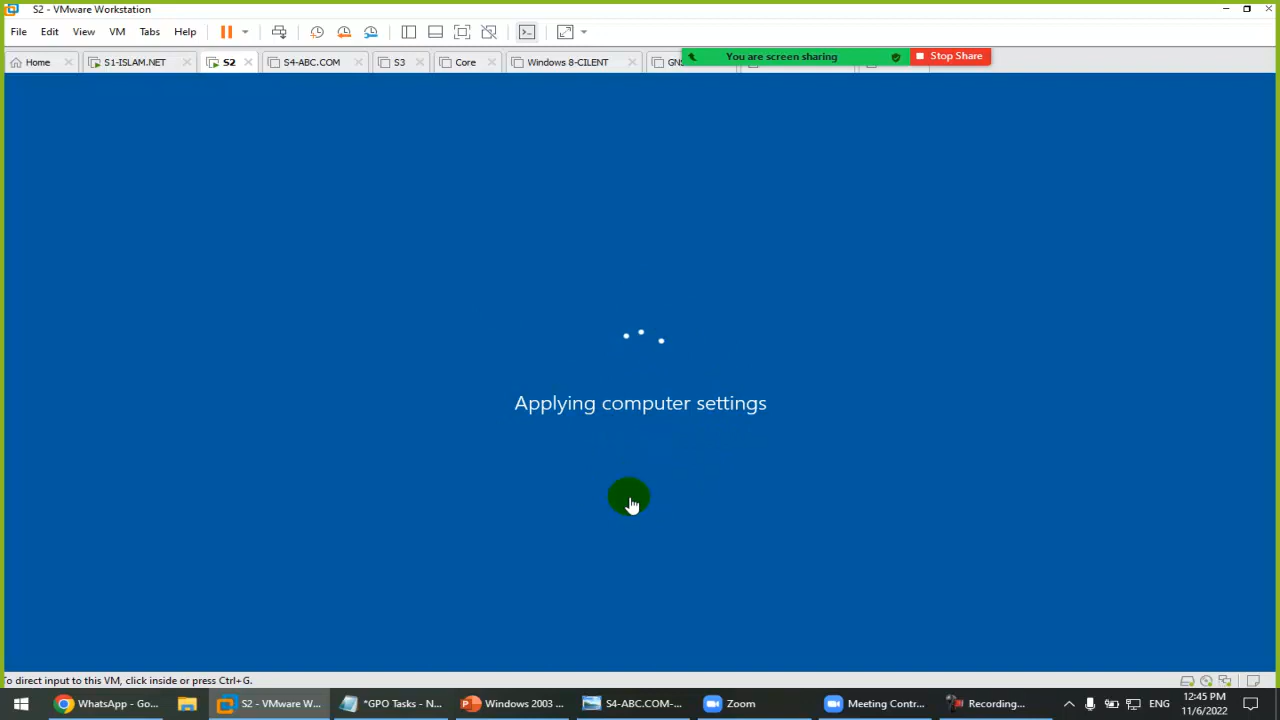 S2 - VMware Workstation
File Edit View VM Tabs Help
Home S1-ISLAM.NET S2 -ABC.COM S3 Core Windows 8-CILENT GNS
You are screen sharing Stop Share
Applying computer settings
To direct input to this VM, click inside or press Ctrl+G.
WhatsApp - Go... S2 - VMware W... *GPO Tasks - N... Windows 2003 ... S4-ABC.COM-... Zoom Meeting Contr... Recording... ENG
12:45 PM
11/6/2022